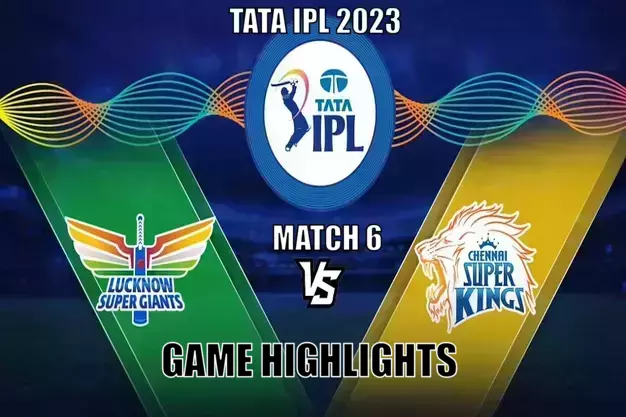 TATA IPL 2023
TATA
IPL
MATCH 6
VS
LUCKNOW
SUPER GIANTS
CHENNAI
SUPER
KINGS
GAME HIGHLIGHTS